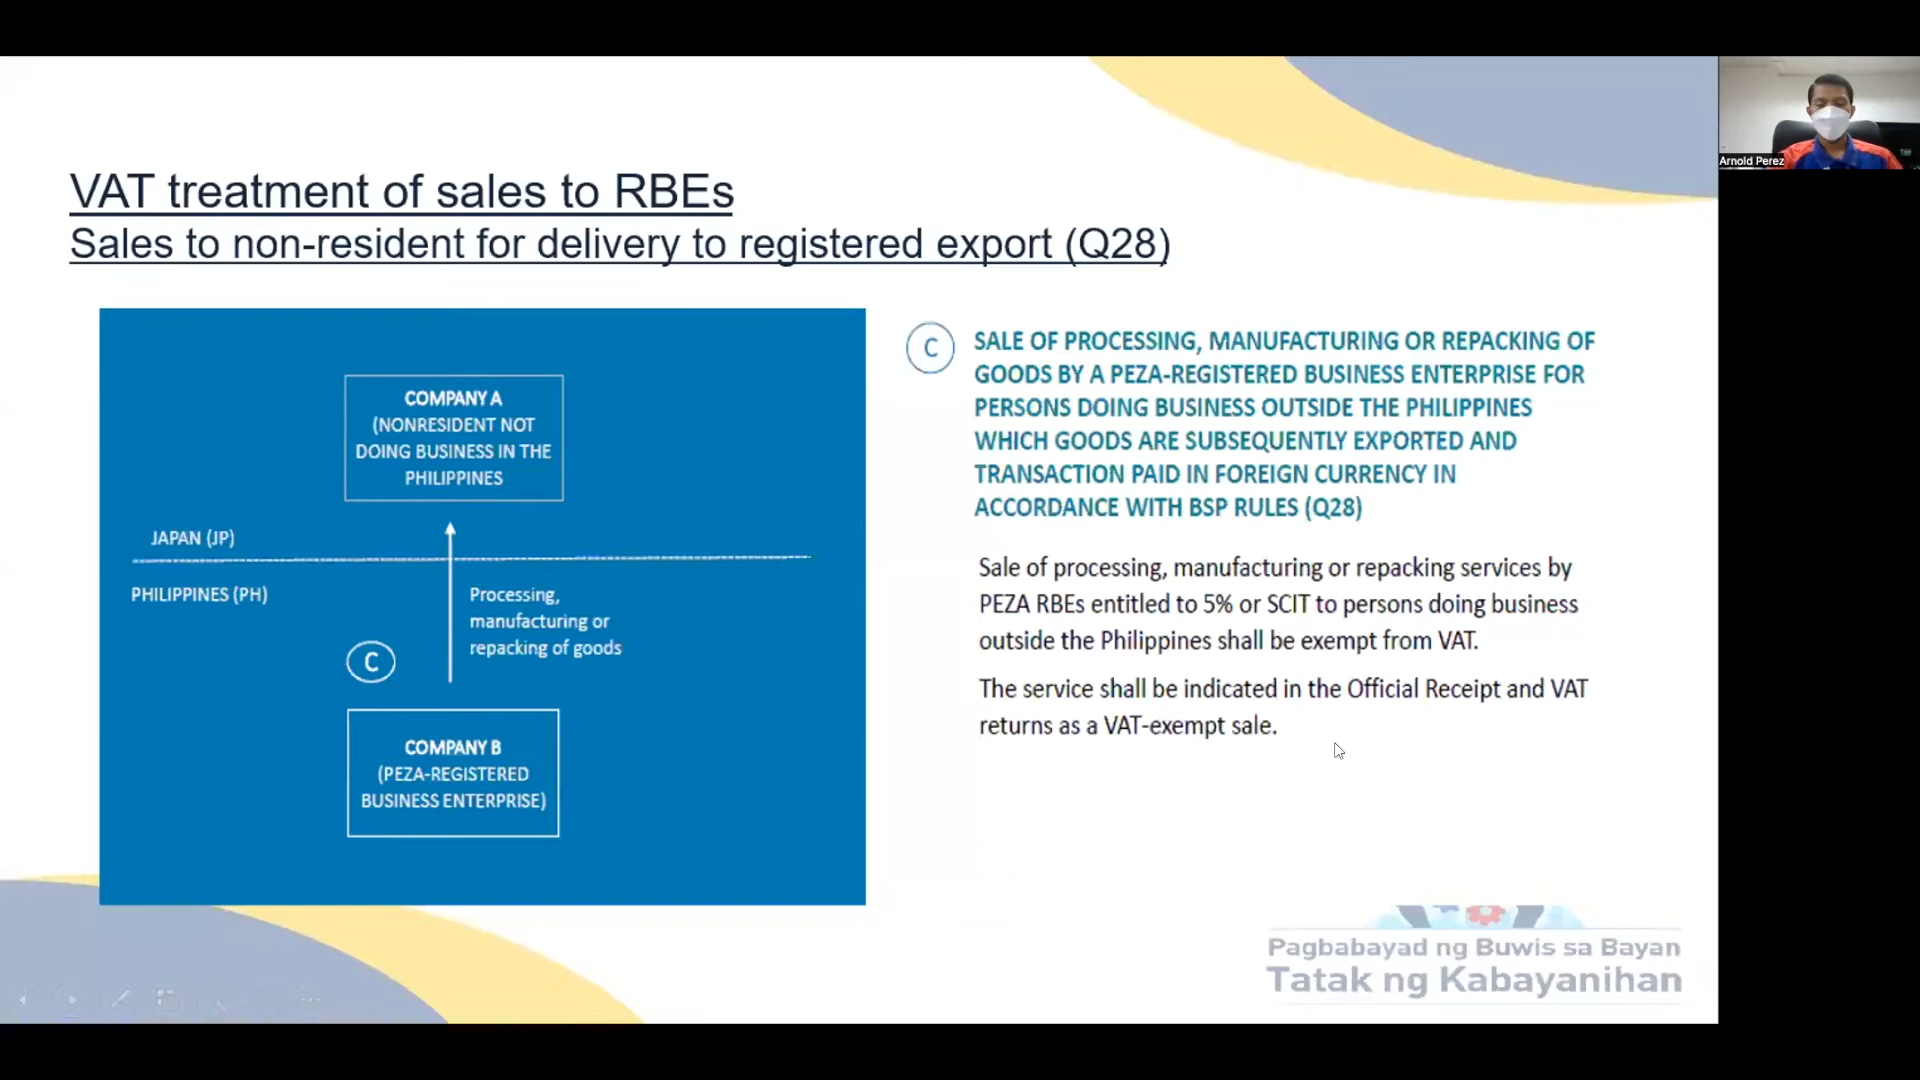 VAT treatment of sales to RBEs
Sales to non-resident for delivery to registered export (Q28)
COMPANY A
(NONRESIDENT NOT
DOING BUSINESS IN THE
PHILIPPINES
JAPAN (JP)
PHILIPPINES (PH)
Processing,
manufacturing or
repacking of goods
C
COMPANY B
(PEZA-REGISTERED
BUSINESS ENTERPRISE)
C
SALE OF PROCESSING, MANUFACTURING OR REPACKING OF
GOODS BY A PEZA-REGISTERED BUSINESS ENTERPRISE FOR
PERSONS DOING BUSINESS OUTSIDE THE PHILIPPINES
WHICH GOODS ARE SUBSEQUENTLY EXPORTED AND
TRANSACTION PAID IN FOREIGN CURRENCY IN
ACCORDANCE WITH BSP RULES (Q28)
Sale of processing, manufacturing or repacking services by
PEZA RBEs entitled to 5% or SCIT to persons doing business
outside the Philippines shall be exempt from VAT.
The service shall be indicated in the Official Receipt and VAT
returns as a VAT-exempt sale.
Pagbabayad ng Buwis sa Bayan
Tatak ng Kabayanihan
Arnold Perez